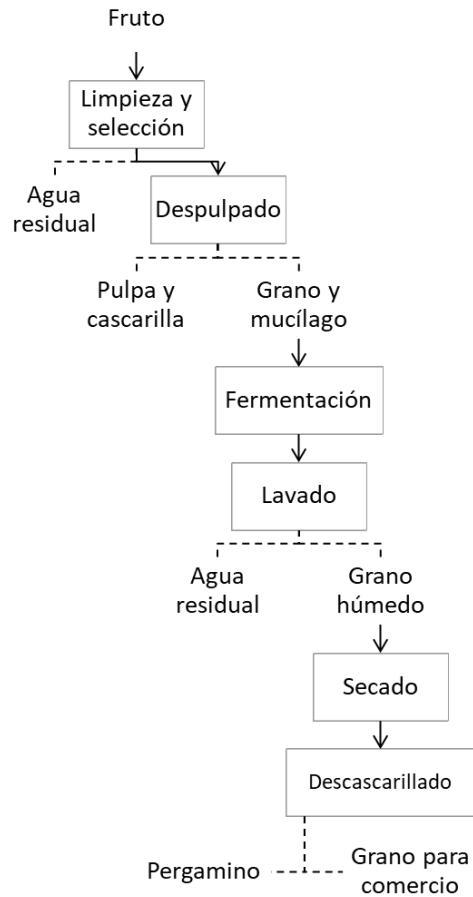 Fruto
Limpieza y
selección
Agua
residual
Despulpado
Pulpa y
cascarilla
Grano y
mucílago
Fermentación
Lavado
Agua
residual
Grano
húmedo
Secado
Descascarillado
Pergamino
Grano para
comercio